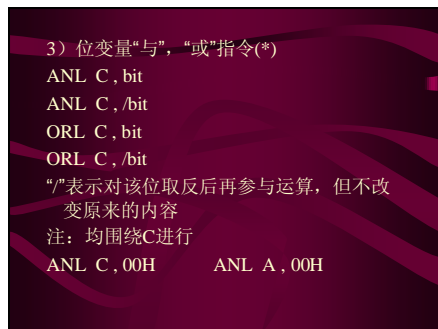 3）位变量“与”，“或”指令(*)
ANL C , bit
ANL C , /bit
ORL C , bit
ORL C , /bit
“/”表示对该位取反后再参与运算，但不改
变原来的内容
注：均围绕C进行
ANL C , 00H ANL A , 00H